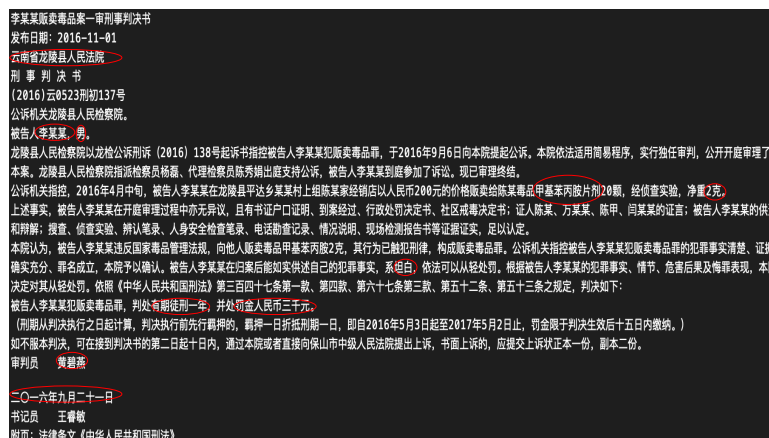 李某某贩卖毒品案一审刑事判决书
发布日期：2016-11-01
云南省龙陵县人民法院
刑 事 判 决 书
(2016)云0523刑初137号
公诉机关龙陵县人民检察院。
被告人李某某，男。
龙陵县人民检察院以龙检公诉刑诉（2016）138号起诉书指控被告人李某某犯贩卖毒品罪，于2016年9月6日向本院提起公诉。本院依法适用简易程序，实行独任审判，公开开庭审理了
本案。龙陵县人民检察院指派检察员杨磊、代理检察员陈秀娟出庭支持公诉，被告人李某某到庭参加了诉讼。现已审理终结。
公诉机关指控，2016年4月中旬，被告人李某某在龙陵县平达乡某某村上组陈某家经销店以人民币200元的价格贩卖给陈某毒品甲基苯丙胺片剂20颗，经侦查实验，净重2克。
上述事实，被告人李某某在开庭审理过程中亦无异议，且有书证户口证明、到案经过、行政处罚决定书、社区戒毒决定书；证人陈某、万某某、陈甲、闫某某的证言；被告人李某某的供
和辩解；搜查、侦查实验、辨认笔录、人身安全检查笔录、电话勘查记录、情况说明、现场检测报告书等证据证实，足以认定。
本院认为，被告人李某某违反国家毒品管理法规，向他人贩卖毒品甲基苯丙胺2克，其行为已触犯刑律，构成贩卖毒品罪。公诉机关指控被告人李某某犯贩卖毒品罪的犯罪事实清楚、证据
确实充分、罪名成立，本院予以确认。被告人李某某在归案后能如实供述自己的犯罪事实，系坦白，依法可以从轻处罚。根据被告人李某某的犯罪事实、情节、危害后果及悔罪表现，本院
决定对其从轻处罚。依照《中华人民共和国刑法》第三百四十七条第一款、第四款、第六十七条第三款、第五十二条、第五十三条之规定，判决如下：
被告人李某某犯贩卖毒品罪，判处有期徒刑一年，并处罚金人民币三千元。
（刑期从判决执行之日起计算，判决执行前先行羁押的，羁押一日折抵刑期一日，即自2016年5月3日起至2017年5月2日止，罚金限于判决生效后十五日内缴纳。）
如不服本判决，可在接到判决书的第二日起十日内，通过本院或者直接向保山市中级人民法院提出上诉，书面上诉的，应提交上诉状正本一份，副本二份。
审判员 黄碧燕
二〇一六年九月二十一日
书记员 王睿敏
附页：法律条文《中华人民共和国刑法》